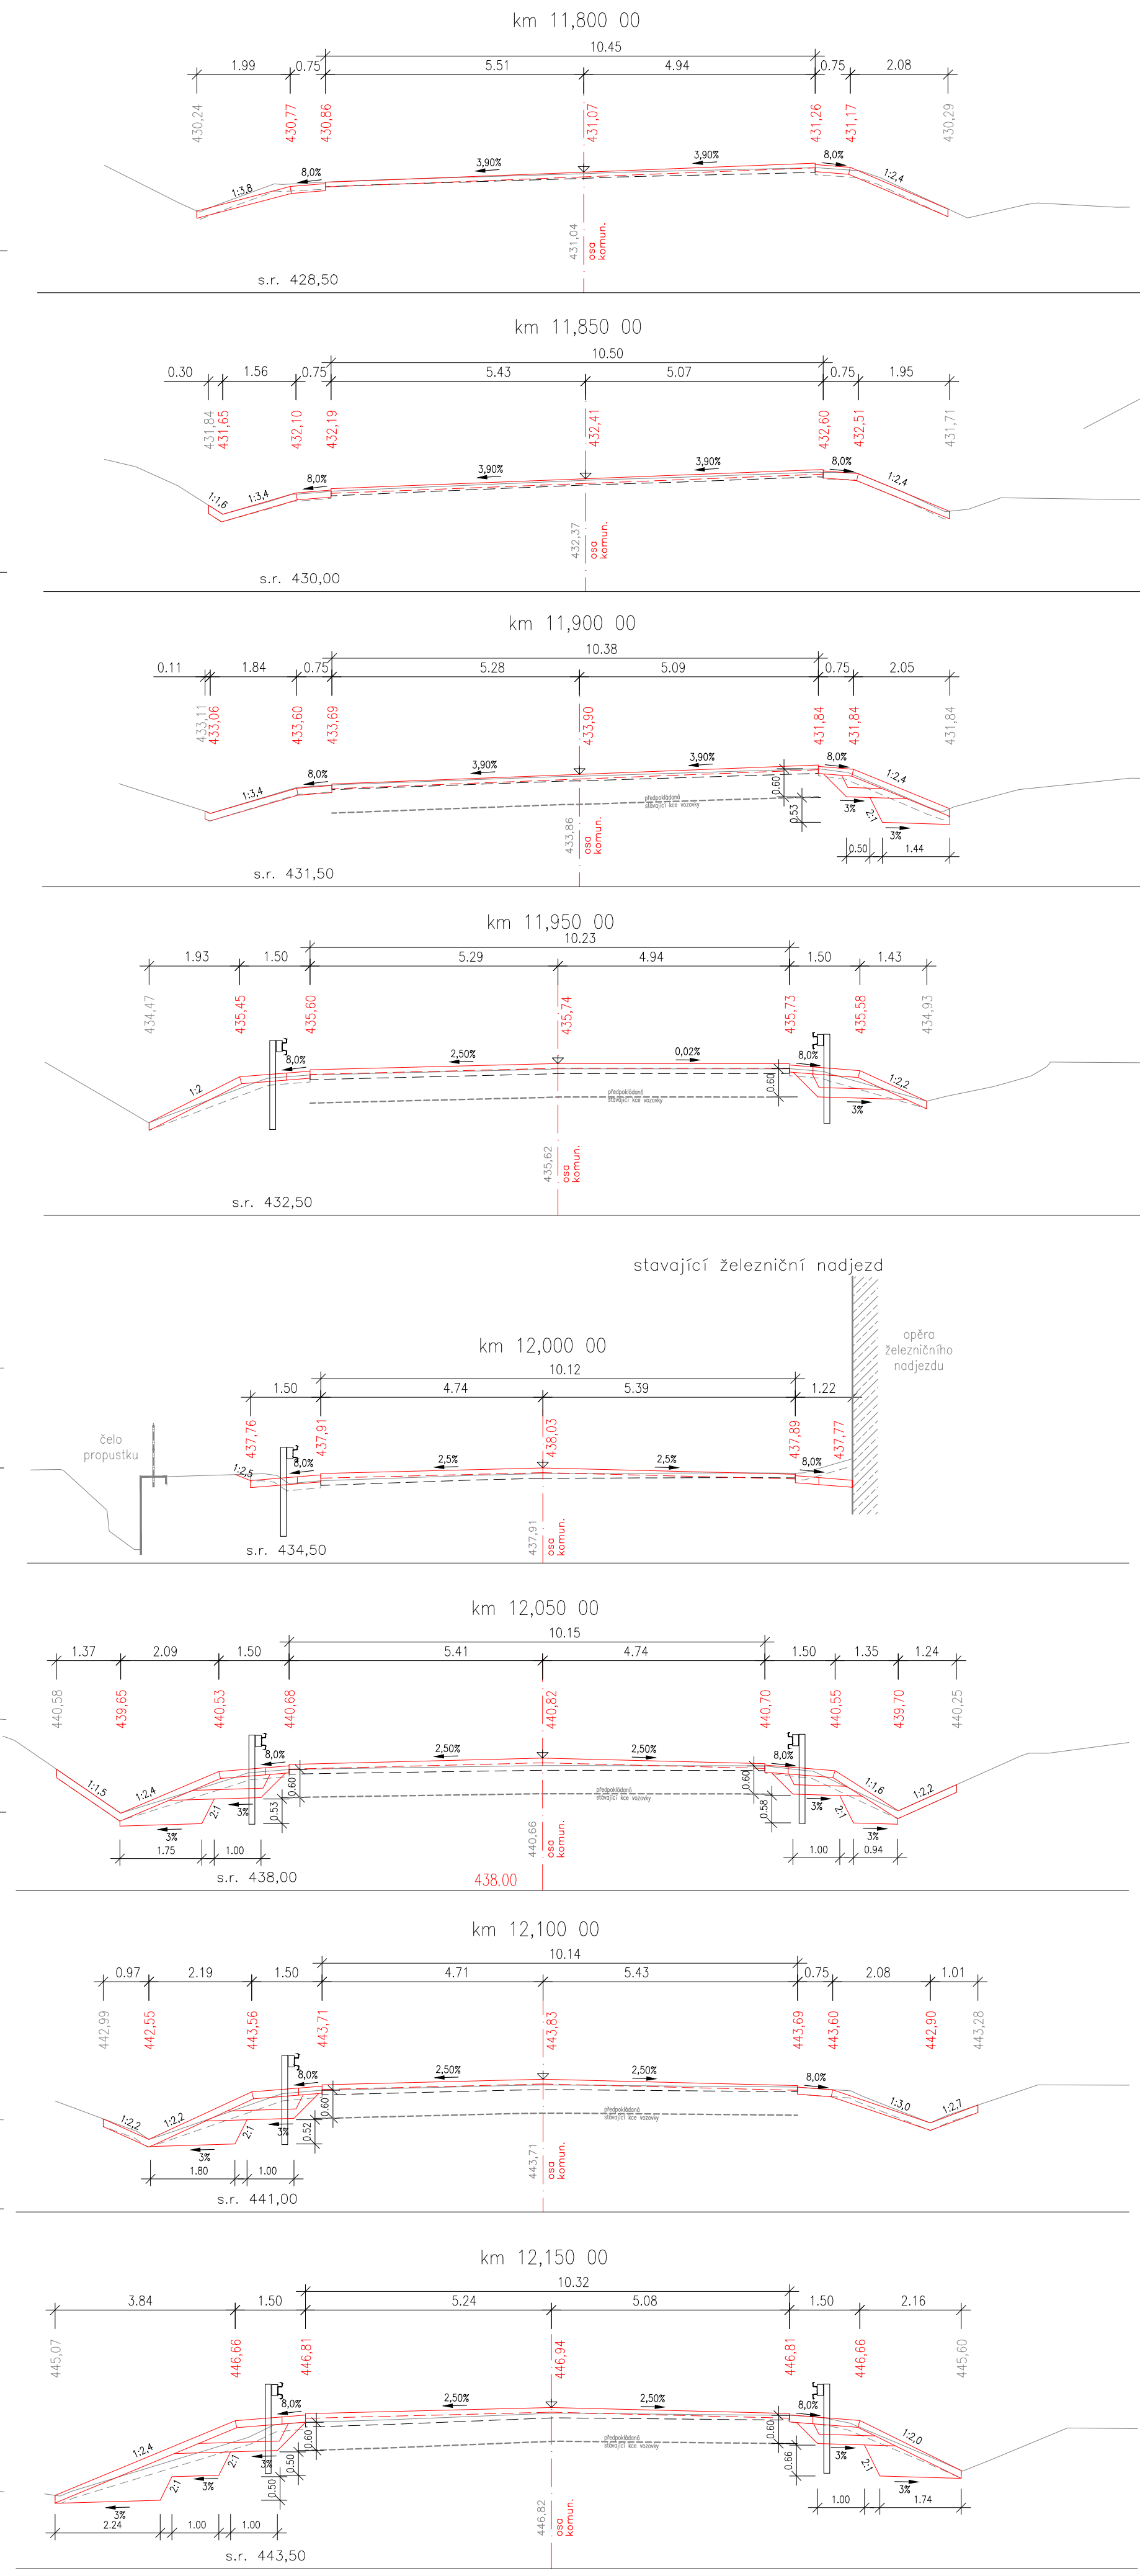 km 11,800 00
10.45
1.99 0.75 5.51 4.94 0.75 2.08
430,24 430,77 430,86 431,07 431,26 431,17 430,29
1:3,8 8,0% 3,90% 3,90% 8,0% 1:2,4
431,04
osa
komun.
s.r. 428,50
km 11,850 00
10.50
0.30 1.56 0.75 5.43 5.07 0.75 1.95
431,84 431,65 432,10 432,19 432,41 432,60 432,51 431,71
1:1,6 1:3,4 8,0% 3,90% 3,90% 8,0% 1:2,4
432,37
osa
komun.
s.r. 430,00
km 11,900 00
10.38
0.11 1.84 0.75 5.28 5.09 0.75 2.05
433,11 433,06 433,60 433,69 433,90 431,84 431,84 431,84
1:3,4 8,0% 3,90% 3,90% 8,0% 1:2,4
předpokládaná
stávající kce vozovky
0.60
0.53
3% 2:1 3%
0.50 1.44
433,86
osa
komun.
s.r. 431,50
km 11,950 00
10.23
1.93 1.50 5.29 4.94 1.50 1.43
434,47 435,45 435,60 435,74 435,73 435,58 434,93
1:2 8,0% 2,50% 0,02% 8,0% 1:2,2
předpokládaná
stávající kce vozovky
0.60
3%
435,62
osa
komun.
s.r. 432,50
stavající železniční nadjezd
opěra
železničního
nadjezdu
km 12,000 00
10.12
1.50 4.74 5.39 1.22
437,76 437,91 438,03 437,89 437,77
čelo
propustku
1:2,5 8,0% 2,5% 2,5% 8,0%
437,91
osa
komun.
s.r. 434,50
km 12,050 00
10.15
1.37 2.09 1.50 5.41 4.74 1.50 1.35 1.24
440,58 439,65 440,53 440,68 440,82 440,70 440,55 439,70 440,25
1:1,5 1:2,4 8,0% 2,50% 2,50% 8,0% 1:1,6 1:2,2
předpokládaná
stávající kce vozovky
0.60 0.60
0.53 0.58
3% 2:1 3% 3% 2:1 3%
1.75 1.00 1.00 0.94
440,66
osa
komun.
s.r. 438,00
438.00
km 12,100 00
10.14
0.97 2.19 1.50 4.71 5.43 0.75 2.08 1.01
442,99 442,55 443,56 443,71 443,83 443,69 443,60 442,90 443,28
1:2,2 1:2,2 8,0% 2,50% 2,50% 8,0% 1:3,0 1:2,7
předpokládaná
stávající kce vozovky
0.60
0.52
3% 2:1 3%
1.80 1.00
443,71
osa
komun.
s.r. 441,00
km 12,150 00
10.32
3.84 1.50 5.24 5.08 1.50 2.16
445,07 446,66 446,81 446,94 446,81 446,66 445,60
1:2,4 8,0% 2,50% 2,50% 8,0% 1:2,0
předpokládaná
stávající kce vozovky
0.60 0.60
0.50 0.50 0.66
3% 2:1 3% 2:1 3% 3% 2:1 3%
2.24 1.00 1.00 1.00 1.74
446,82
osa
komun.
s.r. 443,50